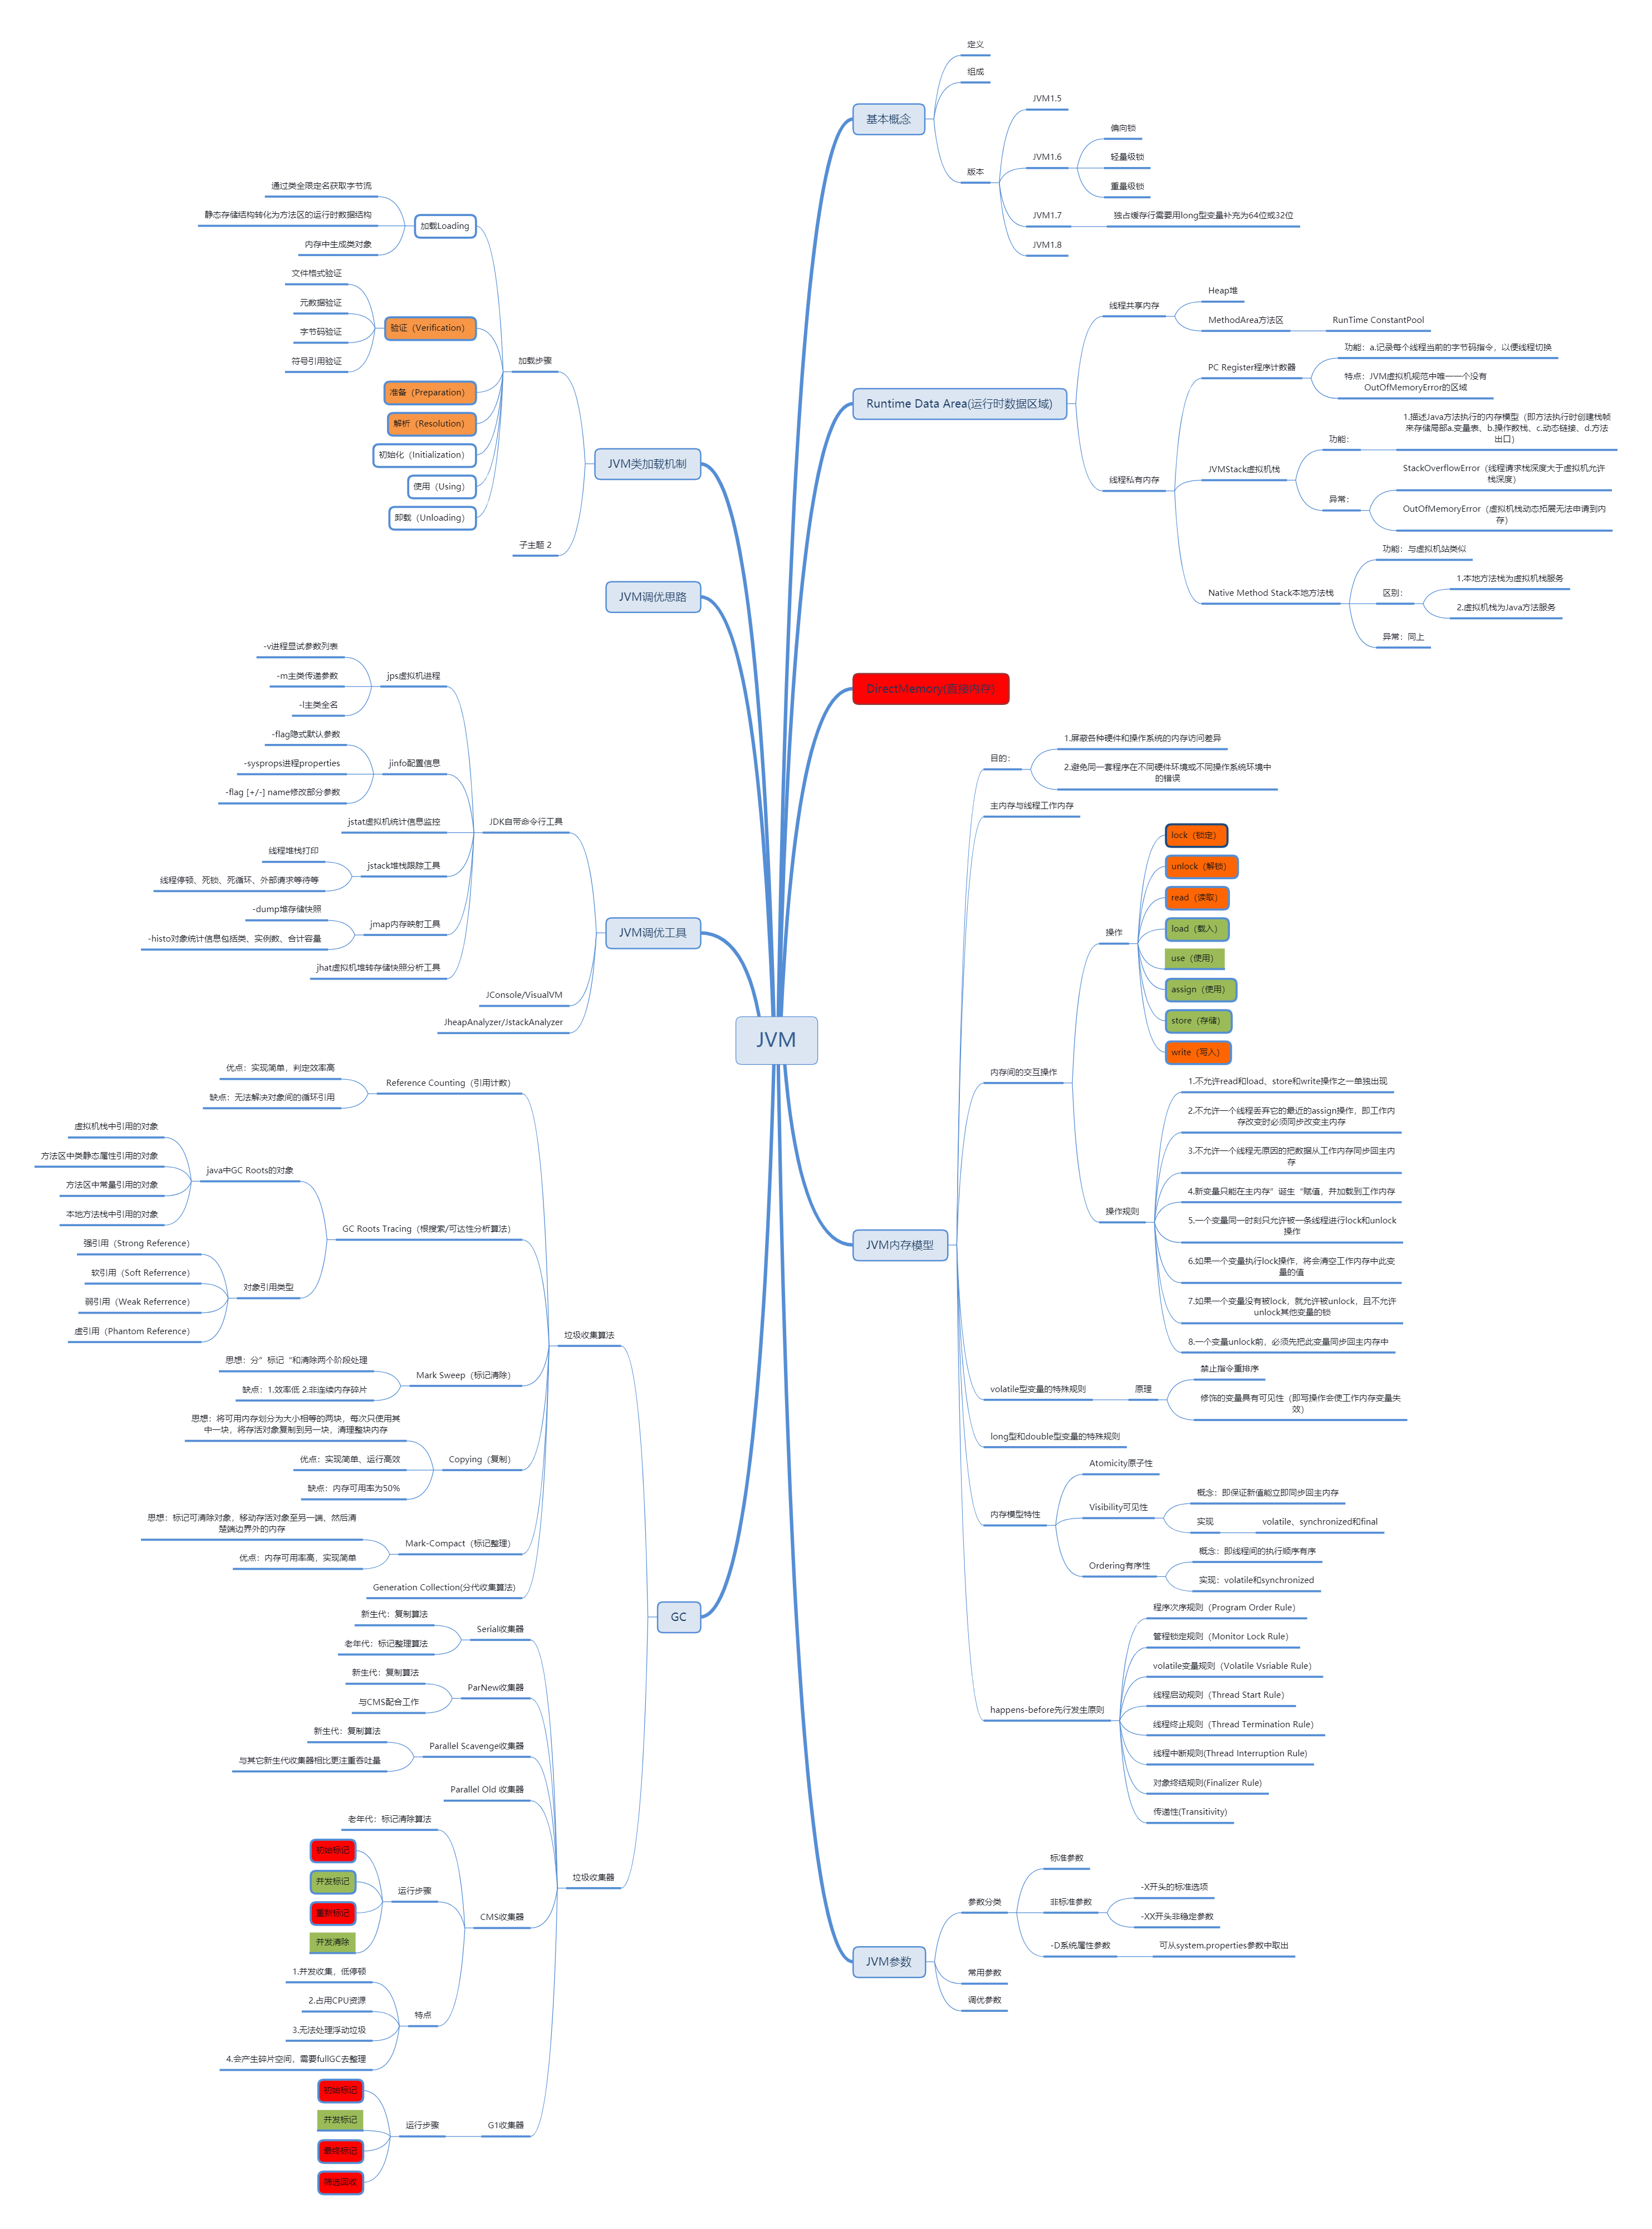 JVM
基本概念
定义
组成
版本
JVM1.5
JVM1.6
偏向锁
轻量级锁
重量级锁
JVM1.7
独占缓存行需要用long型变量补充为64位或32位
JVM1.8
Runtime Data Area(运行时数据区域)
线程共享内存
Heap堆
MethodArea方法区
RunTime ConstantPool
线程私有内存
PC Register程序计数器
功能：a.记录每个线程当前的字节码指令，以便线程切换
特点：JVM虚拟机规范中唯一一个没有
OutOfMemoryError的区域
JVMStack虚拟机栈
功能：
1.描述Java方法执行的内存模型（即方法执行时创建栈帧
来存储局部a.变量表、b.操作数栈、c.动态链接、d.方法
出口）
异常：
StackOverflowError（线程请求栈深度大于虚拟机允许
栈深度）
OutOfMemoryError（虚拟机栈动态拓展无法申请到内
存）
Native Method Stack本地方法栈
功能：与虚拟机站类似
区别：
1.本地方法栈为虚拟机栈服务
2.虚拟机栈为Java方法服务
异常：同上
DirectMemory(直接内存)
JVM内存模型
目的：
1.屏蔽各种硬件和操作系统的内存访问差异
2.避免同一套程序在不同硬件环境或不同操作系统环境中
的错误
主内存与线程工作内存
内存间的交互操作
操作
lock（锁定）
unlock（解锁）
read（读取）
load（载入）
use（使用）
assign（使用）
store（存储）
write（写入）
操作规则
1.不允许read和load、store和write操作之一单独出现
2.不允许一个线程丢弃它的最近的assign操作，即工作内
存改变时必须同步改变主内存
3.不允许一个线程无原因的把数据从工作内存同步回主内
存
4.新变量只能在主内存”诞生“赋值，并加载到工作内存
5.一个变量同一时刻只允许被一条线程进行lock和unlock
操作
6.如果一个变量执行lock操作，将会清空工作内存中此变
量的值
7.如果一个变量没有被lock，就允许被unlock，且不允许
unlock其他变量的锁
8.一个变量unlock前，必须先把此变量同步回主内存中
volatile型变量的特殊规则
原理
禁止指令重排序
修饰的变量具有可见性（即写操作会使工作内存变量失
效）
long型和double型变量的特殊规则
内存模型特性
Atomicity原子性
Visibility可见性
概念：即保证新值能立即同步回主内存
实现
volatile、synchronized和final
Ordering有序性
概念：即线程间的执行顺序有序
实现：volatile和synchronized
happens-before先行发生原则
程序次序规则（Program Order Rule）
管程锁定规则（Monitor Lock Rule）
volatile变量规则（Volatile Vsriable Rule）
线程启动规则（Thread Start Rule）
线程终止规则（Thread Termination Rule）
线程中断规则(Thread Interruption Rule)
对象终结规则(Finalizer Rule)
传递性(Transitivity)
JVM参数
参数分类
标准参数
非标准参数
-X开头的标准选项
-XX开头非稳定参数
-D系统属性参数
可从system.properties参数中取出
常用参数
调优参数
JVM类加载机制
加载步骤
加载Loading
通过类全限定名获取字节流
静态存储结构转化为方法区的运行时数据结构
内存中生成类对象
验证（Verification）
文件格式验证
元数据验证
字节码验证
符号引用验证
准备（Preparation）
解析（Resolution）
初始化（Initialization）
使用（Using）
卸载（Unloading）
子主题 2
JVM调优思路
JVM调优工具
JDK自带命令行工具
jps虚拟机进程
-v进程显试参数列表
-m主类传递参数
-l主类全名
jinfo配置信息
-flag隐式默认参数
-sysprops进程properties
-flag [+/-] name修改部分参数
jstat虚拟机统计信息监控
jstack堆栈跟踪工具
线程堆栈打印
线程停顿、死锁、死循环、外部请求等待等
jmap内存映射工具
-dump堆存储快照
-histo对象统计信息包括类、实例数、合计容量
jhat虚拟机堆转存储快照分析工具
JConsole/VisualVM
JheapAnalyzer/JstackAnalyzer
GC
垃圾收集算法
Reference Counting（引用计数）
优点：实现简单，判定效率高
缺点：无法解决对象间的循环引用
GC Roots Tracing（根搜索/可达性分析算法）
java中GC Roots的对象
虚拟机栈中引用的对象
方法区中类静态属性引用的对象
方法区中常量引用的对象
本地方法栈中引用的对象
对象引用类型
强引用（Strong Reference）
软引用（Soft Referrence）
弱引用（Weak Referrence）
虚引用（Phantom Reference）
Mark Sweep（标记清除）
思想：分”标记“和清除两个阶段处理
缺点：1.效率低 2.非连续内存碎片
Copying（复制）
思想：将可用内存划分为大小相等的两块，每次只使用其
中一块，将存活对象复制到另一块，清理整块内存
优点：实现简单、运行高效
缺点：内存可用率为50%
Mark-Compact（标记整理）
思想：标记可清除对象，移动存活对象至另一端、然后清
楚端边界外的内存
优点：内存可用率高，实现简单
Generation Collection(分代收集算法)
垃圾收集器
Serial收集器
新生代：复制算法
老年代：标记整理算法
ParNew收集器
新生代：复制算法
与CMS配合工作
Parallel Scavenge收集器
新生代：复制算法
与其它新生代收集器相比更注重吞吐量
Parallel Old 收集器
CMS收集器
老年代：标记清除算法
运行步骤
初始标记
并发标记
重新标记
并发清除
特点
1.并发收集，低停顿
2.占用CPU资源
3.无法处理浮动垃圾
4.会产生碎片空间，需要fullGC去整理
G1收集器
运行步骤
初始标记
并发标记
最终标记
筛选回收